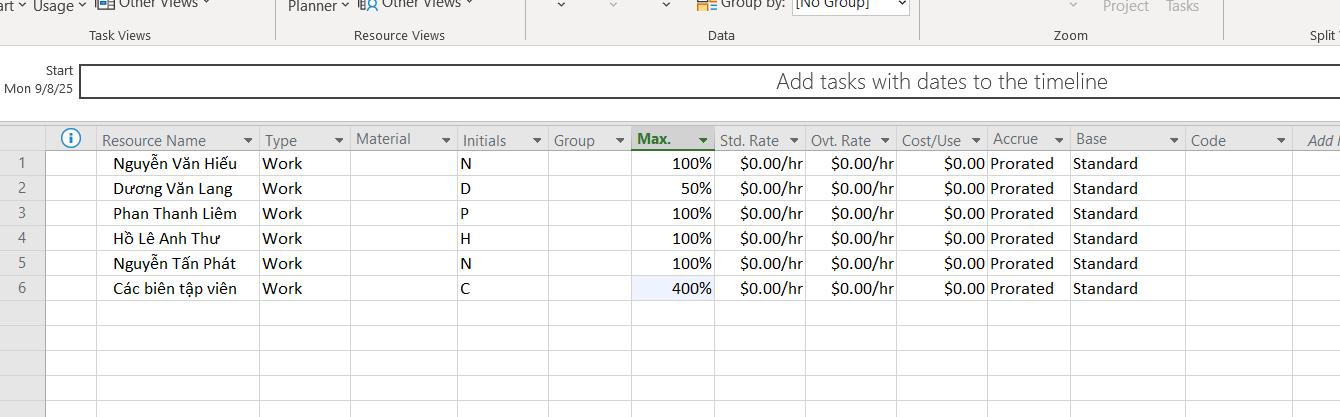 Usage Other Views Planner Other Views Group by: [No Group] Project Tasks
Task Views Resource Views Data Zoom Split
Start
Mon 9/8/25
Add tasks with dates to the timeline
Resource Name Type Material Initials Group Max. Std. Rate Ovt. Rate Cost/Use Accrue Base Code Add
1 Nguyễn Văn Hiếu Work N 100% $0.00/hr $0.00/hr $0.00 Prorated Standard
2 Dương Văn Lang Work D 50% $0.00/hr $0.00/hr $0.00 Prorated Standard
3 Phan Thanh Liêm Work P 100% $0.00/hr $0.00/hr $0.00 Prorated Standard
4 Hồ Lê Anh Thư Work H 100% $0.00/hr $0.00/hr $0.00 Prorated Standard
5 Nguyễn Tấn Phát Work N 100% $0.00/hr $0.00/hr $0.00 Prorated Standard
6 Các biên tập viên Work C 400% $0.00/hr $0.00/hr $0.00 Prorated Standard